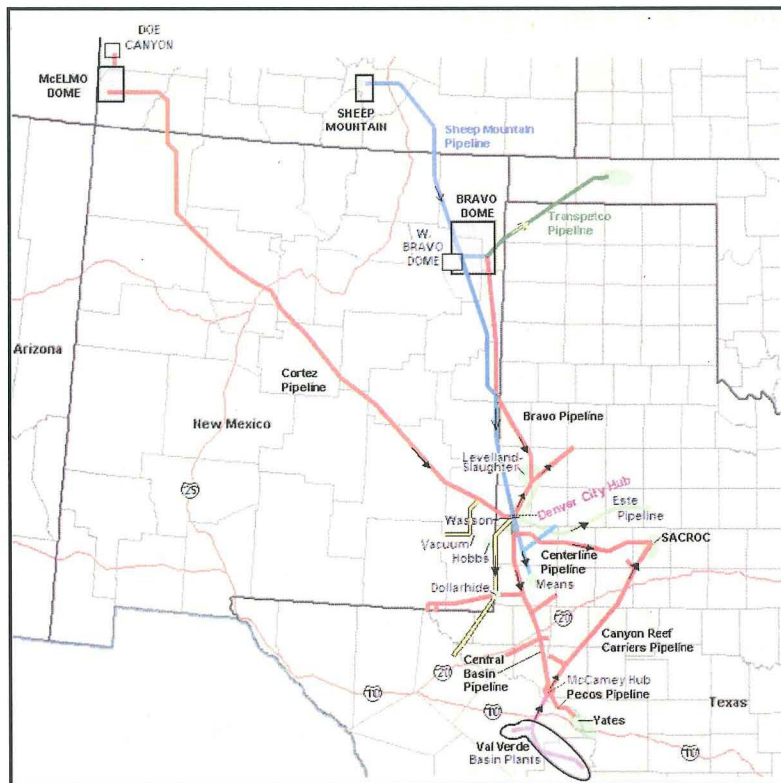 DOE
CANYON
McELMO
DOME
SHEEP
MOUNTAIN
Sheep Mountain
Pipeline
BRAVO
DOME
W.
BRAVO
DOME
Transpetco
Pipeline
Arizona
Cortez
Pipeline
New Mexico
Bravo Pipeline
Levelland
Slaughter
25
Denver City Hub
Este
Pipeline
Wasson
Vacuum
Hobbs
SACROC
Centerline
Pipeline
Means
Dollarhide
20
Canyon Reef
Carriers Pipeline
Central
Basin
Pipeline
20
McCamey Hub
Pecos Pipeline
10
Texas
10
Yates
Val Verde
Basin Plants
10